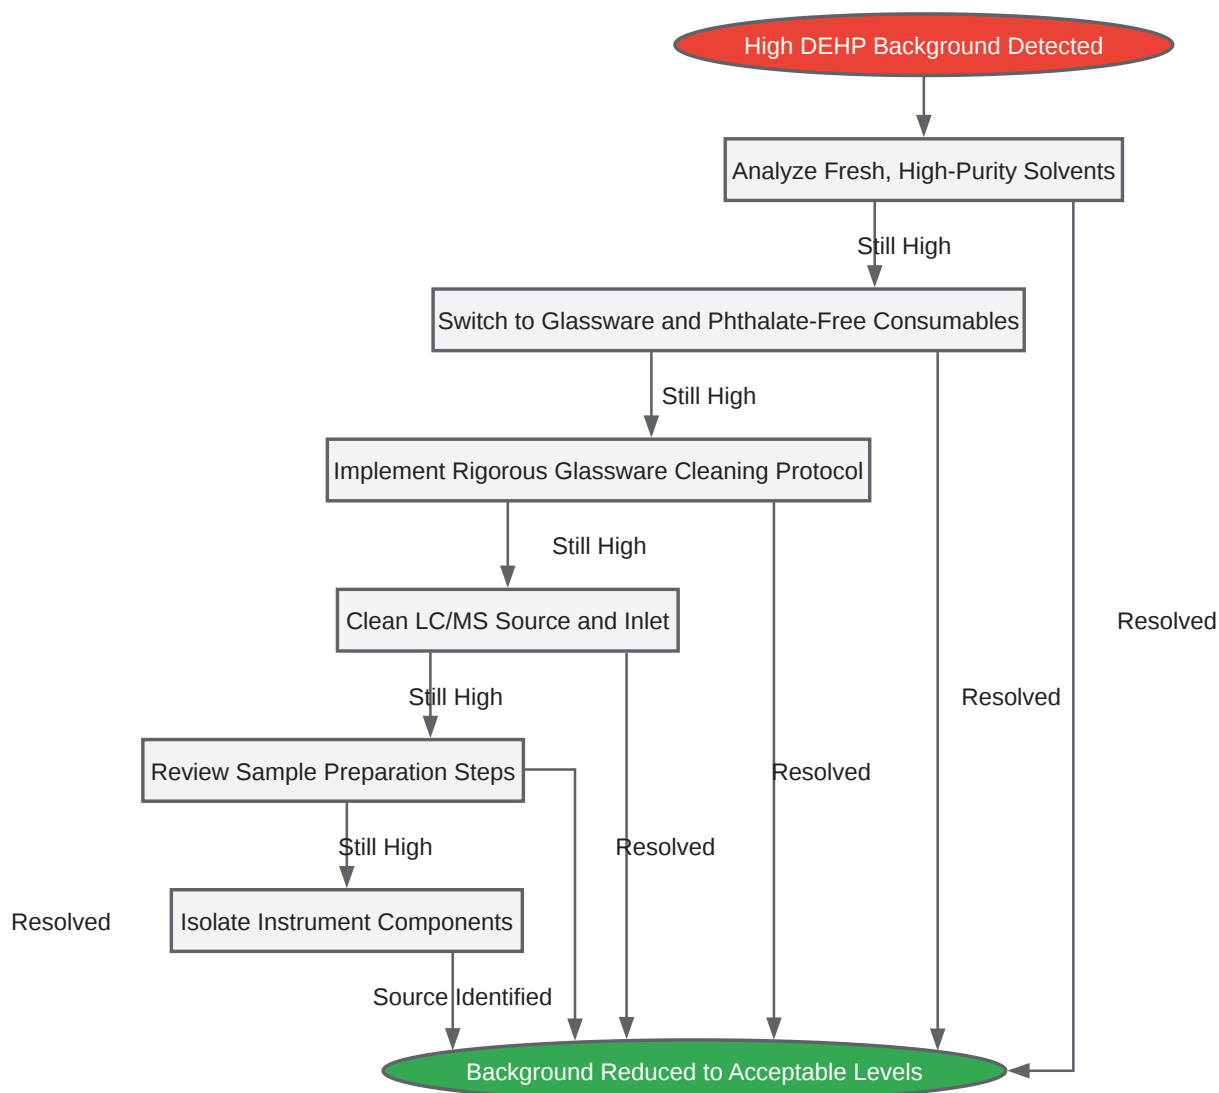 High DEHP Background Detected
Analyze Fresh, High-Purity Solvents
Still High
Switch to Glassware and Phthalate-Free Consumables
Still High
Implement Rigorous Glassware Cleaning Protocol
Still High
Clean LC/MS Source and Inlet
Resolved
Still High
Resolved
Review Sample Preparation Steps
Resolved
Still High
Resolved
Resolved
Isolate Instrument Components
Source Identified
Background Reduced to Acceptable Levels